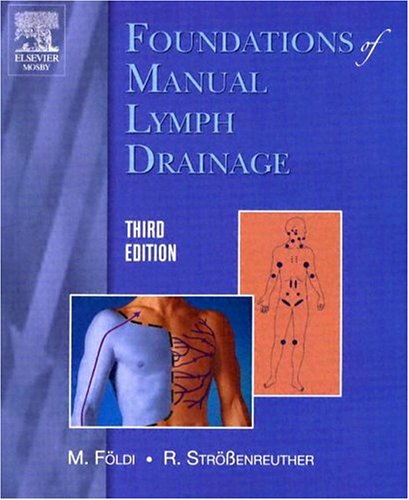 ELSEVIER
MOSBY
FOUNDATIONS of
MANUAL
LYMPH
DRAINAGE
THIRD
EDITION
M. FÖLDI • R. STRÖßENREUTHER